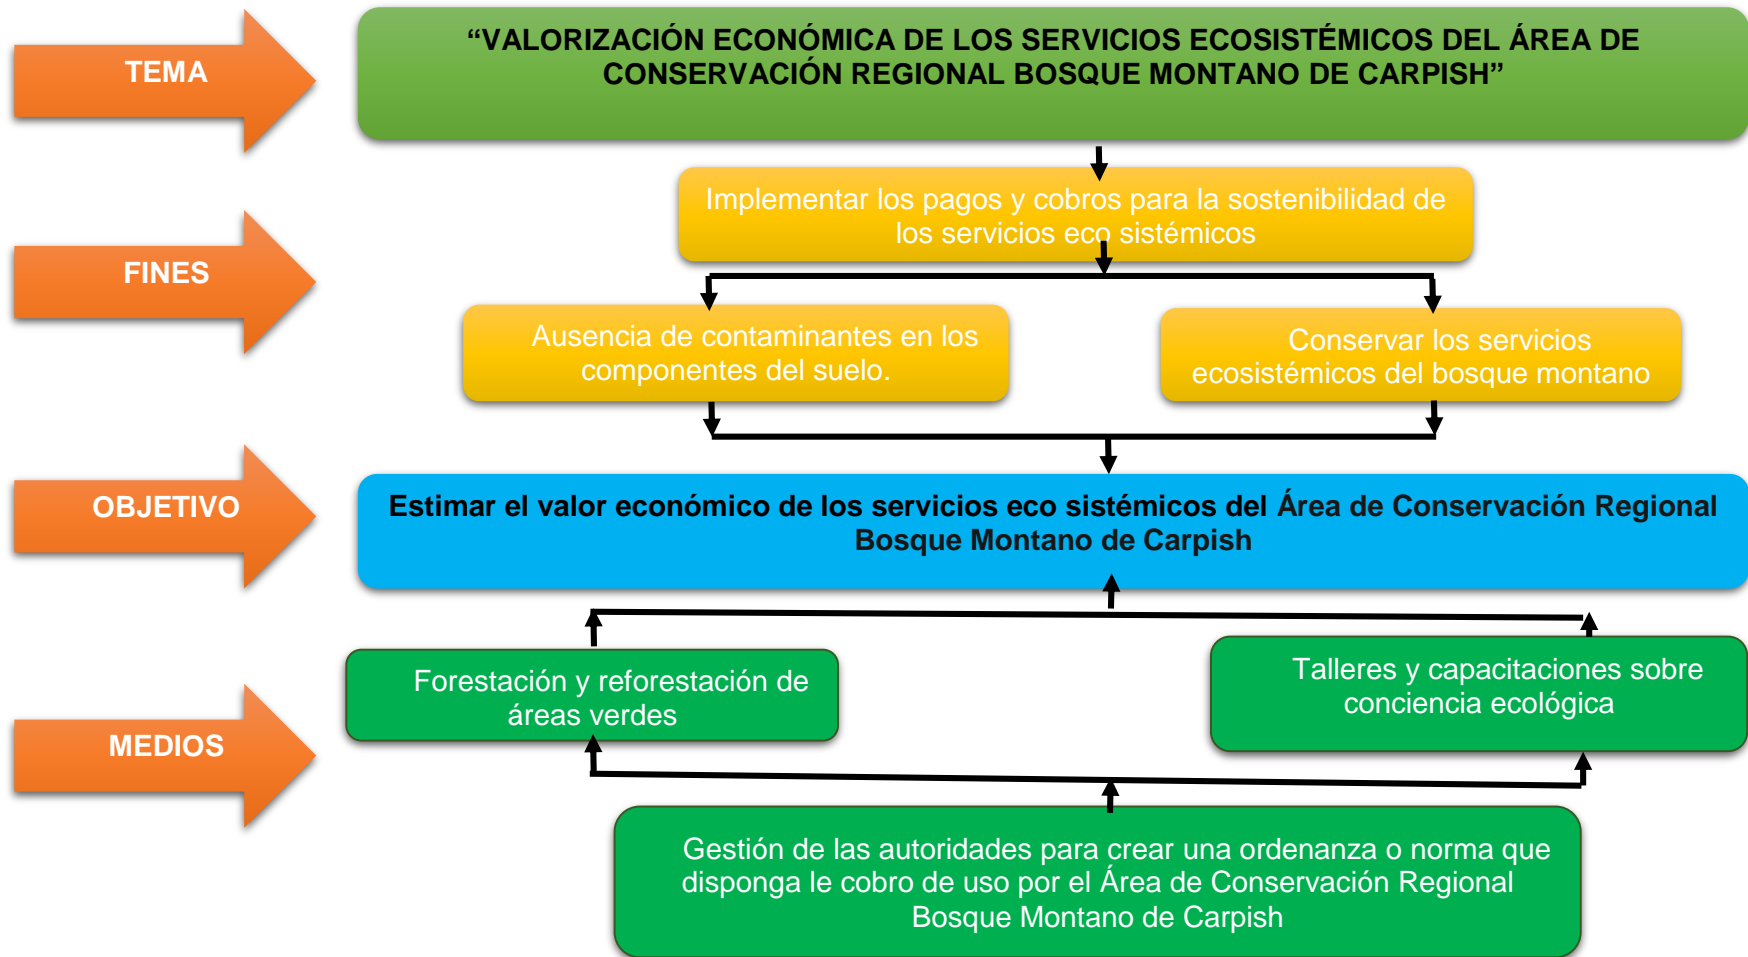 TEMA
“VALORIZACIÓN ECONÓMICA DE LOS SERVICIOS ECOSISTÉMICOS DEL ÁREA DE
CONSERVACIÓN REGIONAL BOSQUE MONTANO DE CARPISH”
FINES
Implementar los pagos y cobros para la sostenibilidad de
los servicios eco sistémicos
Ausencia de contaminantes en los
componentes del suelo.
Conservar los servicios
ecosistémicos del bosque montano
OBJETIVO
Estimar el valor económico de los servicios eco sistémicos del Área de Conservación Regional
Bosque Montano de Carpish
MEDIOS
Forestación y reforestación de
áreas verdes
Talleres y capacitaciones sobre
conciencia ecológica
Gestión de las autoridades para crear una ordenanza o norma que
disponga le cobro de uso por el Área de Conservación Regional
Bosque Montano de Carpish